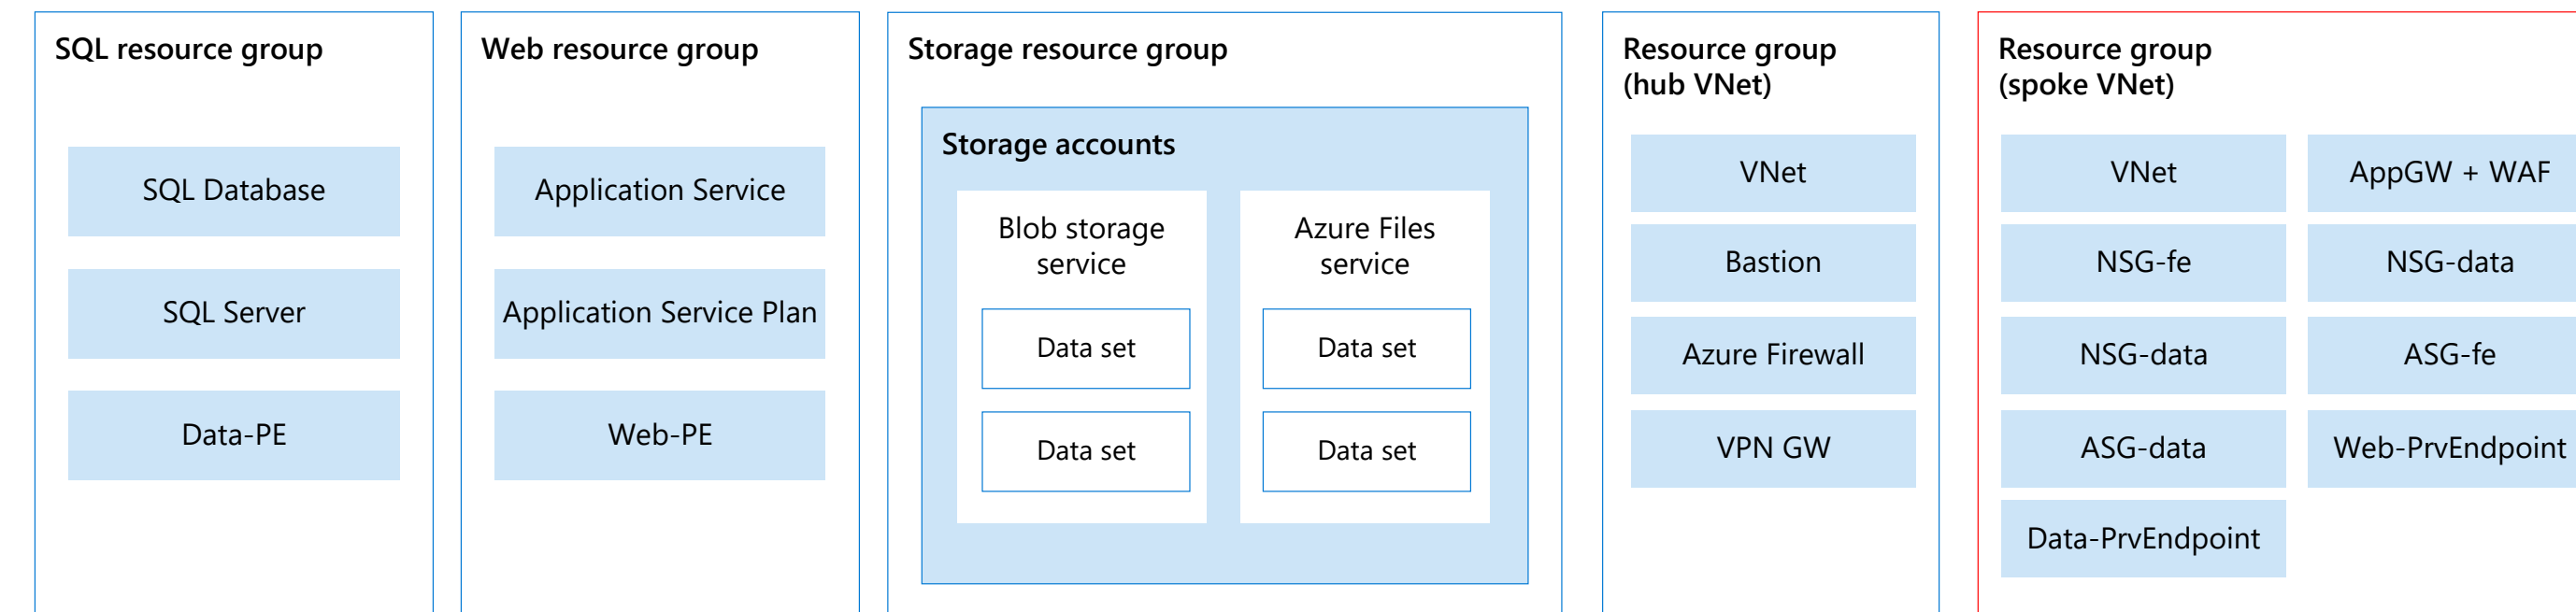 SQL resource group
SQL Database
SQL Server
Data-PE
Web resource group
Application Service
Application Service Plan
Web-PE
Storage resource group
Storage accounts
Blob storage
service
Data set
Data set
Azure Files
service
Data set
Data set
Resource group
(hub VNet)
VNet
Bastion
Azure Firewall
VPN GW
Resource group
(spoke VNet)
VNet
AppGW + WAF
NSG-fe
NSG-data
NSG-data
ASG-fe
ASG-data
Web-PrvEndpoint
Data-PrvEndpoint